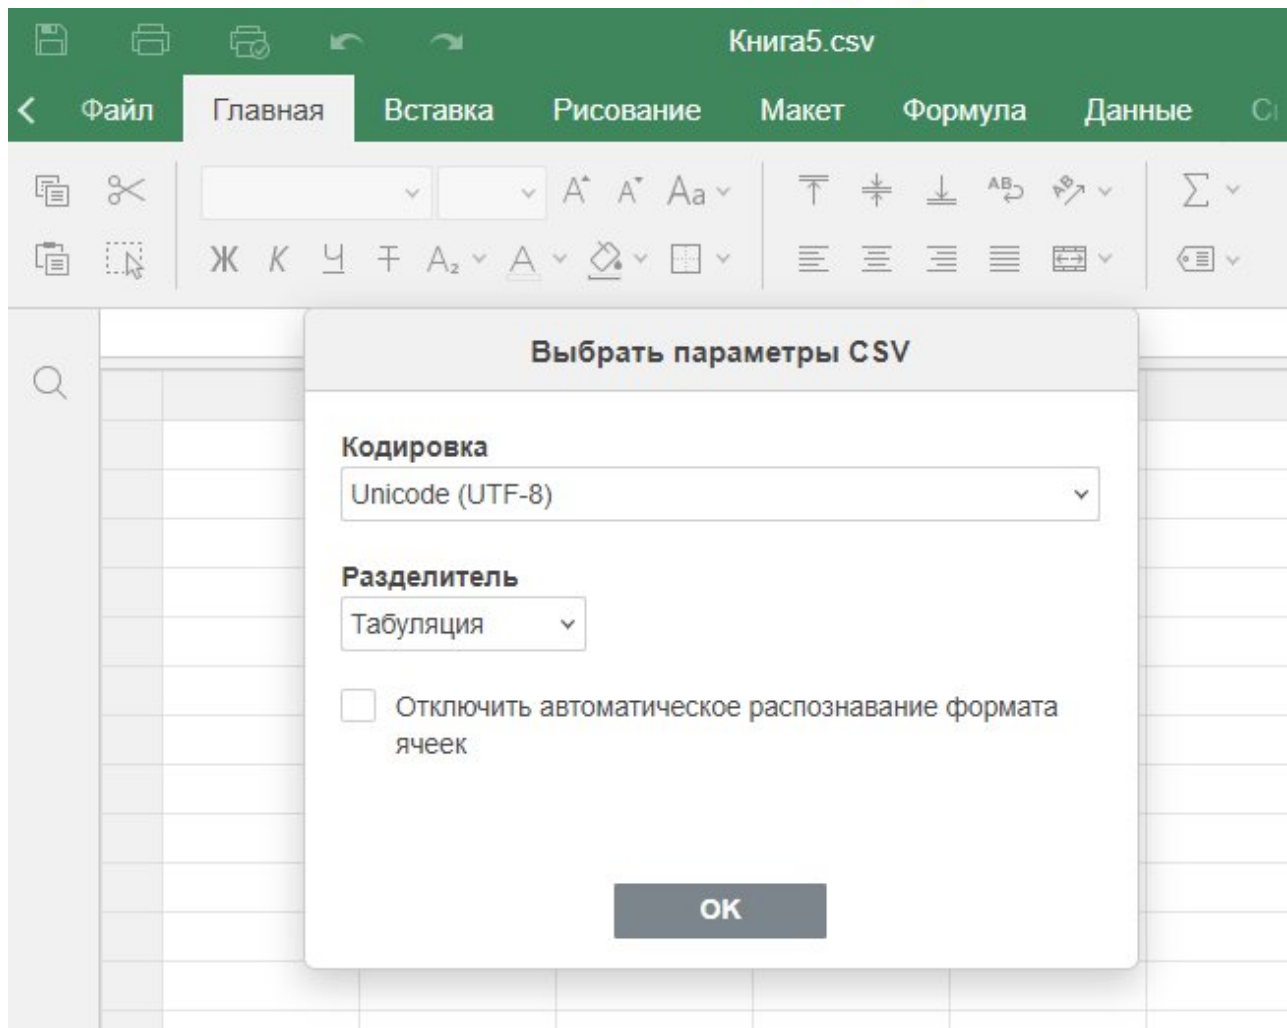 Книга5.csv
Файл Главная Вставка Рисование Макет Формула Данные
Ж К Ч Т A₂ А
Выбрать параметры CSV
Кодировка
Unicode (UTF-8)
Разделитель
Табуляция
Отключить автоматическое распознавание формата
ячеек
OK